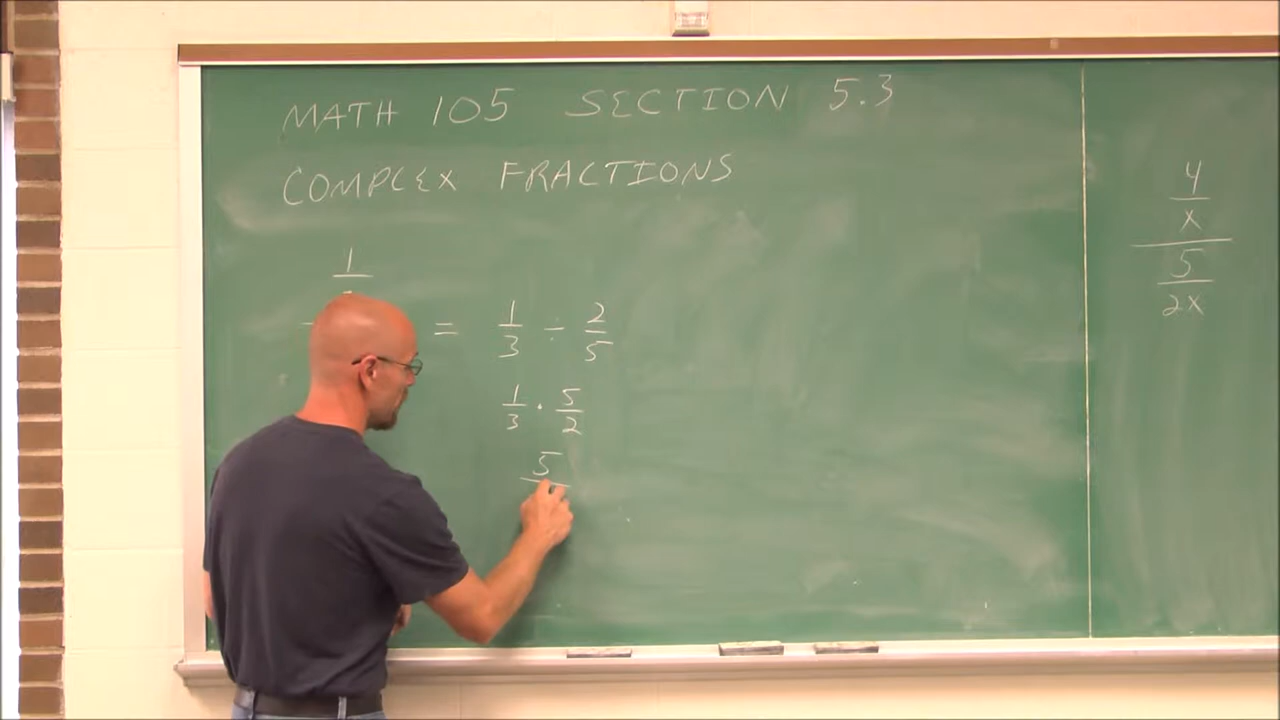 MATH 105 SECTION 5.3
COMPLEX FRACTIONS
1
= 1/3 ÷ 2/5
1/3 · 5/2
5
4
x
5
2x